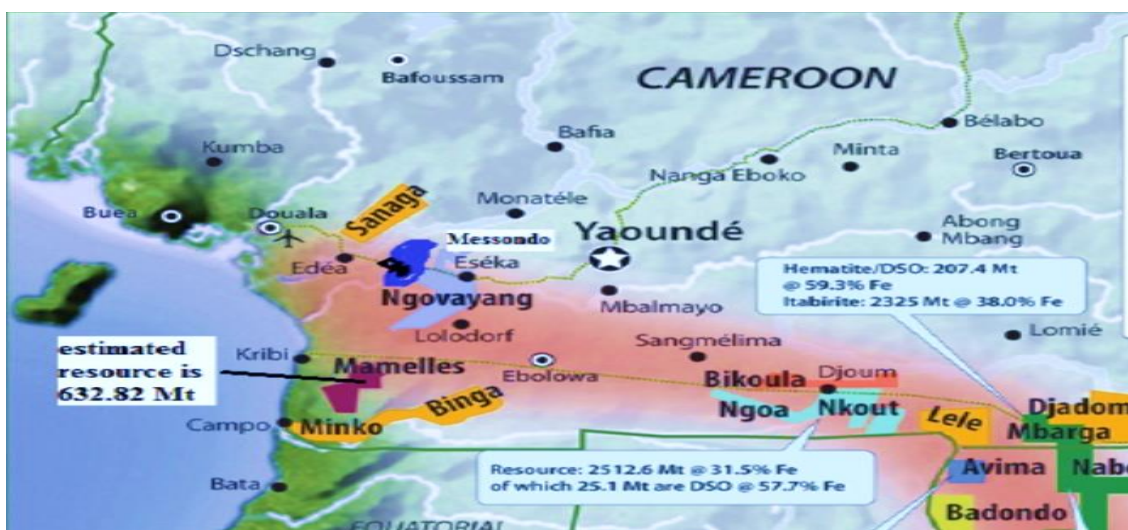 Dschang
Bafoussam
CAMEROON
Bélabo
Bafia
Kumba
Minta
Bertoua
Nanga Eboko
Sanaga
Monatéle
Buea
Douala
Abong
Mbang
Yaoundé
Messondo
Edéa
Eséka
Hematite/DSO: 207.4 Mt
@ 59.3% Fe
Itabirite: 2325 Mt @ 38.0% Fe
Ngovayang
Mbalmayo
Lolodorf
Sangmélima
Lomié
estimated
resource is
632.82 Mt
Kribi
Mamelles
Ebolowa
Bikoula
Djoum
Binga
Ngoa
Nkout
Lele
Djadom
Mbarga
Campo
Minko
Resource: 2512.6 Mt @ 31.5% Fe
of which 25.1 Mt are DSO @ 57.7% Fe
Avima
Nabe
Bata
Badondo
EQUATORIAL